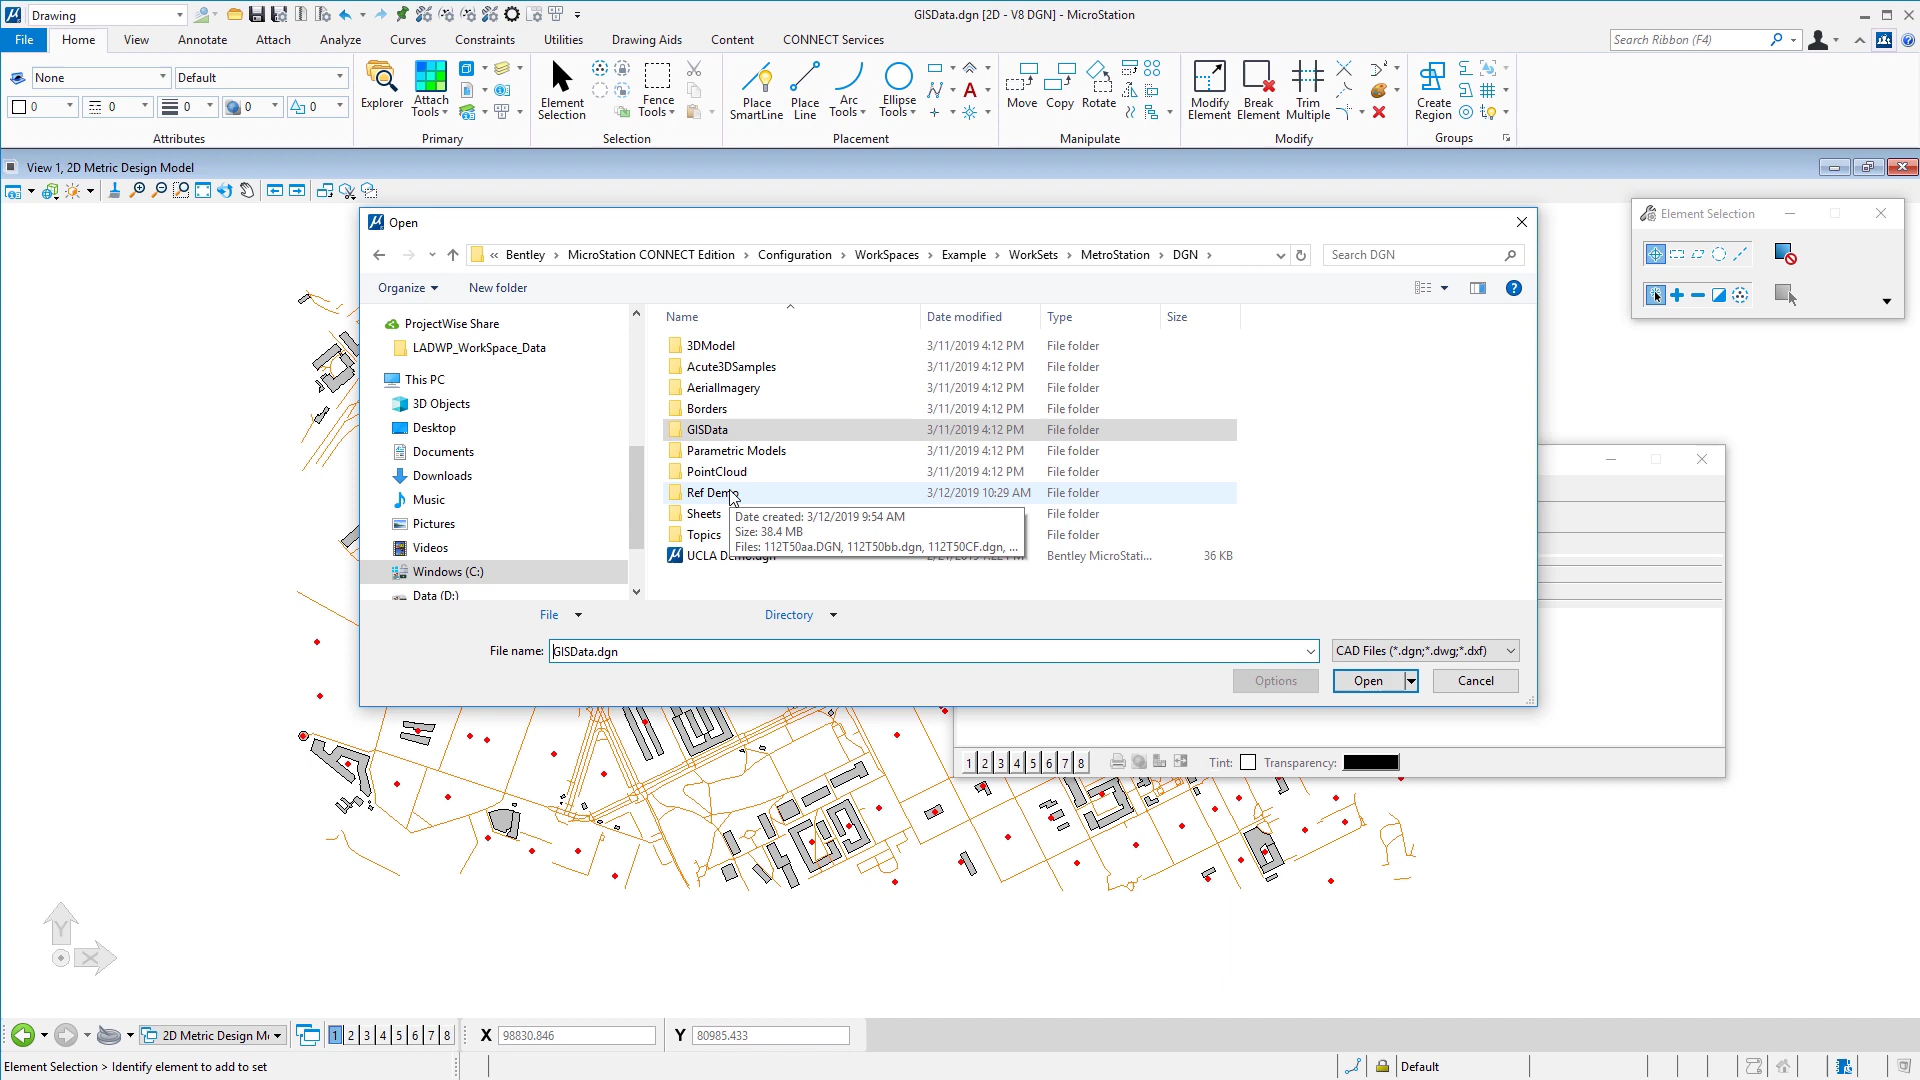 Drawing
GISData.dgn [2D - V8 DGN] - MicroStation
File Home View Annotate Attach Analyze Curves Constraints Utilities Drawing Aids Content CONNECT Services
Search Ribbon (F4)
None Default
0 0 0 0 0
Explorer Attach Tools Element Selection Fence Tools Place SmartLine Place Line Arc Tools Ellipse Tools Move Copy Rotate Modify Element Break Element Trim Multiple Create Region
Attributes Primary Selection Placement Manipulate Modify Groups
View 1, 2D Metric Design Model
Element Selection
Open
« Bentley › MicroStation CONNECT Edition › Configuration › WorkSpaces › Example › WorkSets › MetroStation › DGN ›
Search DGN
Organize New folder
ProjectWise Share
LADWP_WorkSpace_Data
This PC
3D Objects
Desktop
Documents
Downloads
Music
Pictures
Videos
Windows (C:)
Data (D:)
Name Date modified Type Size
3DModel 3/11/2019 4:12 PM File folder
Acute3DSamples 3/11/2019 4:12 PM File folder
AerialImagery 3/11/2019 4:12 PM File folder
Borders 3/11/2019 4:12 PM File folder
GISData 3/11/2019 4:12 PM File folder
Parametric Models 3/11/2019 4:12 PM File folder
PointCloud 3/11/2019 4:12 PM File folder
Ref Demo 3/12/2019 10:29 AM File folder
Sheets File folder
Topics File folder
UCLA Demo.dgn Bentley MicroStati... 36 KB
Date created: 3/12/2019 9:54 AM
Size: 38.4 MB
Files: 112T50aa.DGN, 112T50bb.dgn, 112T50CF.dgn, ...
File Directory
File name: GISData.dgn
CAD Files (*.dgn;*.dwg;*.dxf)
Options Open Cancel
1 2 3 4 5 6 7 8 Tint: Transparency:
Y
X
2D Metric Design M
1 2 3 4 5 6 7 8
X 98830.846 Y 80985.433
Element Selection > Identify element to add to set
Default